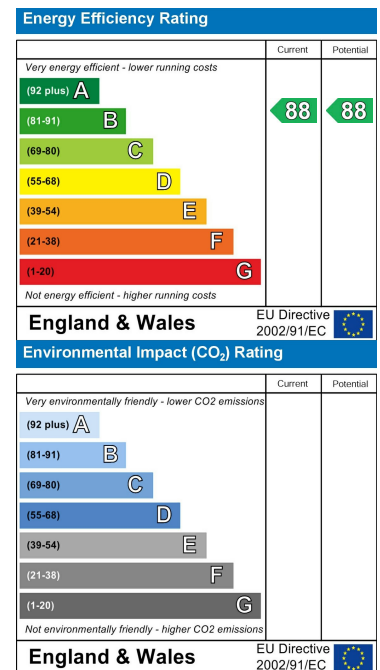 Energy Efficiency Rating
Current Potential
Very energy efficient - lower running costs
(92 plus) A
(81-91) B 88 88
(69-80) C
(55-68) D
(39-54) E
(21-38) F
(1-20) G
Not energy efficient - higher running costs
England & Wales EU Directive 2002/91/EC
Environmental Impact (CO₂) Rating
Current Potential
Very environmentally friendly - lower CO2 emissions
(92 plus) A
(81-91) B
(69-80) C
(55-68) D
(39-54) E
(21-38) F
(1-20) G
Not environmentally friendly - higher CO2 emissions
England & Wales EU Directive 2002/91/EC